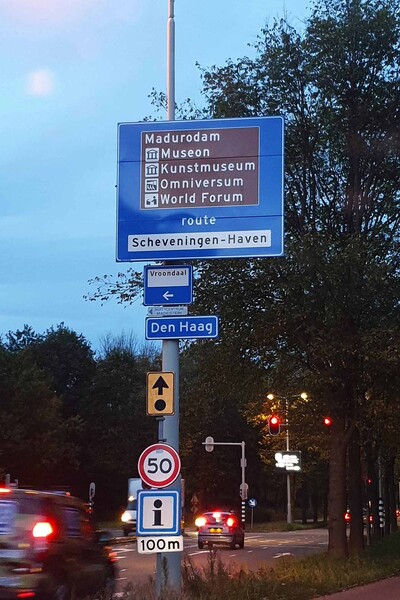 Madurodam
Museon
Kunstmuseum
Omniversum
World Forum
route
Scheveningen-Haven
Vroondaal
Den Haag
50
i
100m